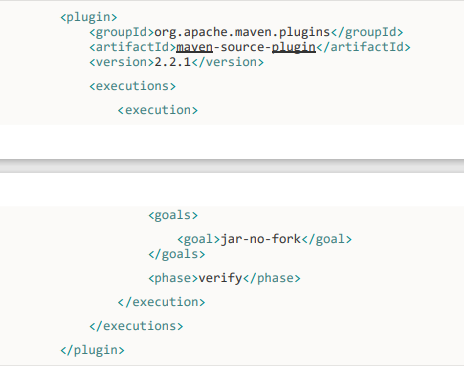 <plugin>
<groupId>org.apache.maven.plugins</groupId>
<artifactId>maven-source-plugin</artifactId>
<version>2.2.1</version>
<executions>
<execution>
<goals>
<goal>jar-no-fork</goal>
</goals>
<phase>verify</phase>
</execution>
</executions>
</plugin>